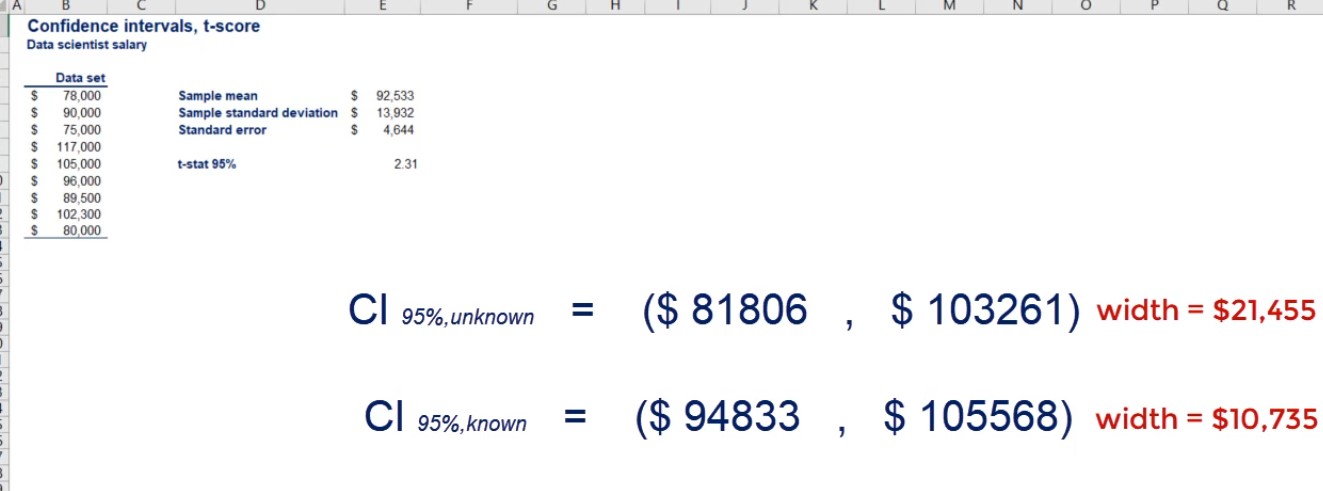 A B C D E F G H I J K L M N O P Q R
Confidence intervals, t-score
Data scientist salary
Data set
$ 78,000 Sample mean $ 92,533
$ 90,000 Sample standard deviation $ 13,932
$ 75,000 Standard error $ 4,644
$ 117,000
$ 105,000 t-stat 95% 2.31
$ 96,000
$ 89,500
$ 102,300
$ 80,000
CI 95%,unknown = ($ 81806 , $ 103261) width = $21,455
CI 95%,known = ($ 94833 , $ 105568) width = $10,735